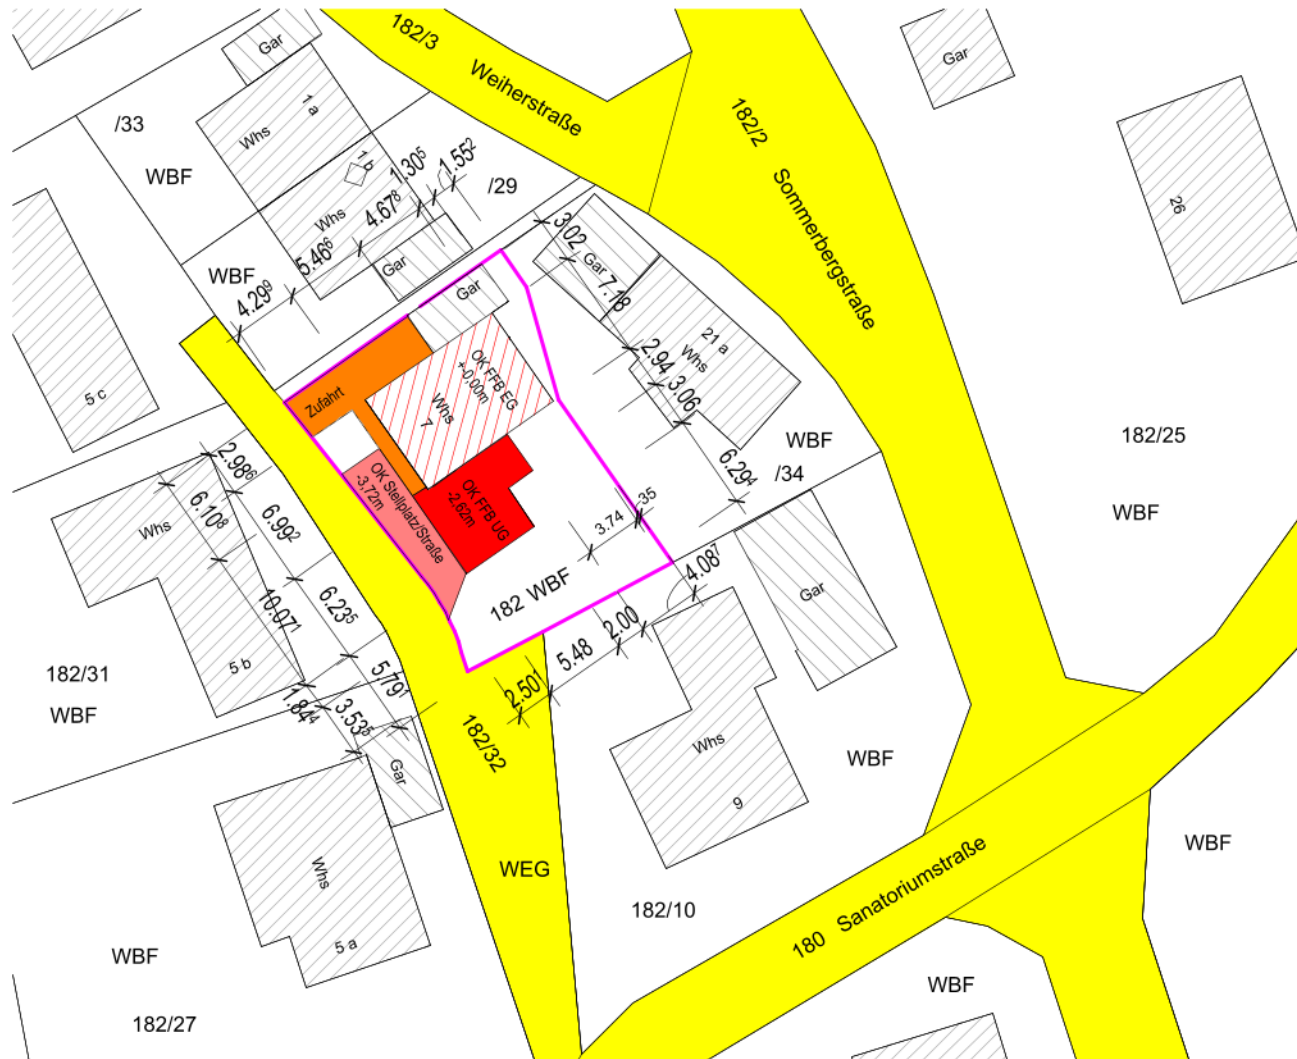 182/3
Weiherstraße
Gar
Gar
/33
1 a
Whs
182/2
WBF
1 b
1.30⁵
1.55²
/29
Sommerbergstraße
26
Whs
4.67⁸
WBF
5.46⁶
Gar
3.02
Gar
7.18
4.29⁹
Gar
21 a
Whs
OK FFB EG
+-0,00m
2.94
3.06
5 c
Zufahrt
Whs
7
182/25
WBF
/34
2.98⁶
6.10⁸
OK Stellplatz/Straße
-3,72m
OK FFB UG
-2,62m
6.29⁴
35
3.74
WBF
Whs
6.99²
4.08⁷
182 WBF
Gar
10.07¹
6.23⁵
2.00
5.48
5 b
182/31
5.79¹
2.50¹
WBF
1.84⁴
3.53⁵
182/32
Whs
WBF
Gar
9
WBF
Whs
WEG
180 Sanatoriumstraße
182/10
5 a
WBF
WBF
182/27